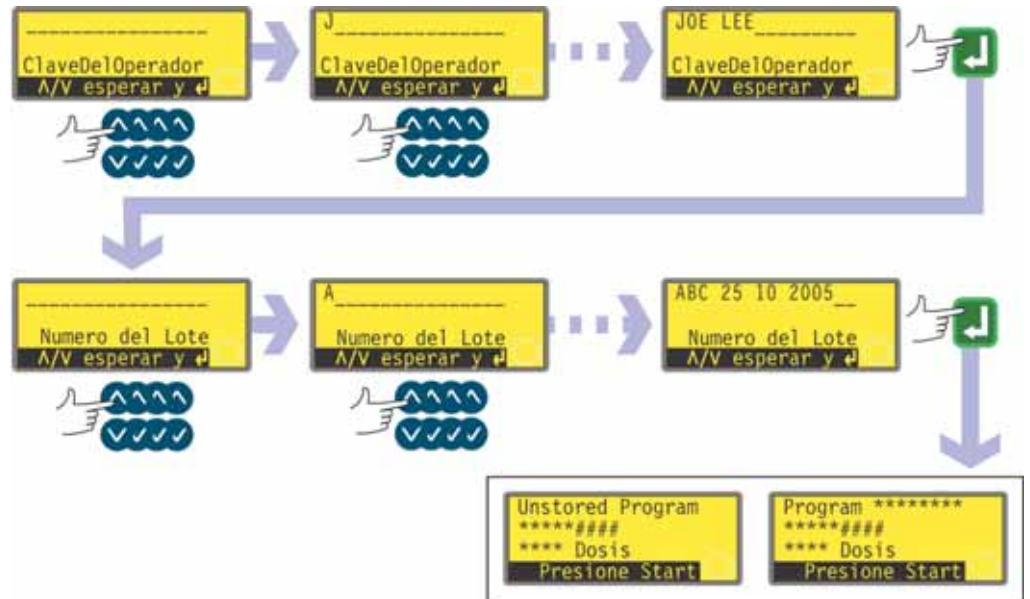 ________________
ClaveDelOperador
Λ/V esperar y ↲
J_______________
ClaveDelOperador
Λ/V esperar y ↲
JOE LEE_________
ClaveDelOperador
Λ/V esperar y ↲
________________
Numero del Lote
Λ/V esperar y ↲
A_______________
Numero del Lote
Λ/V esperar y ↲
ABC 25 10 2005__
Numero del Lote
Λ/V esperar y ↲
Unstored Program
*****####
**** Dosis
Presione Start
Program ********
*****####
**** Dosis
Presione Start